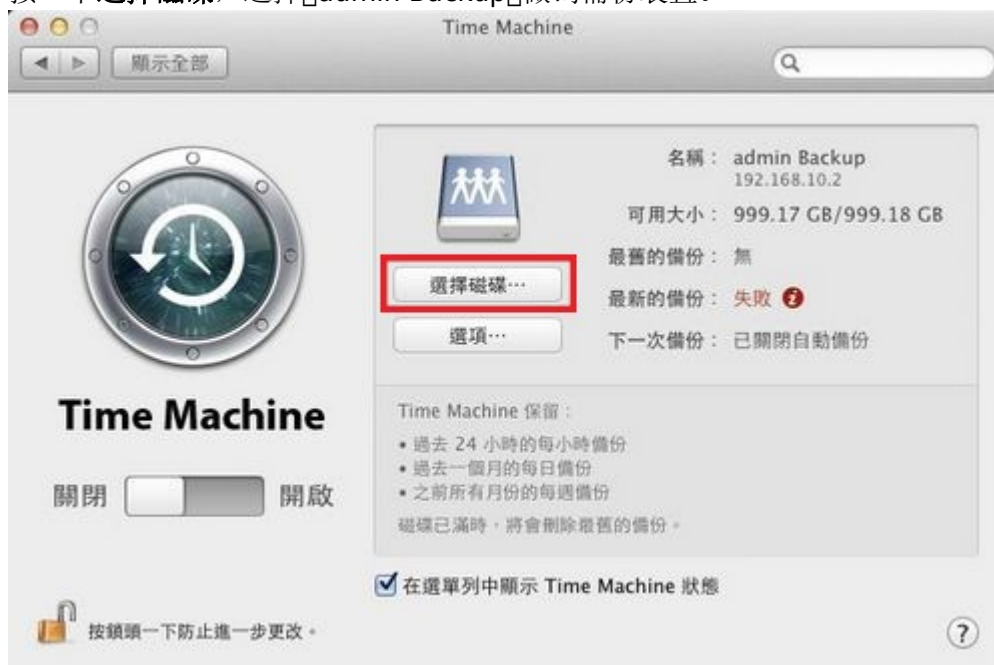 Time Machine
顯示全部
名稱： admin Backup
192.168.10.2
可用大小： 999.17 GB/999.18 GB
最舊的備份： 無
選擇磁碟…
最新的備份： 失敗
選項…
下一次備份： 已關閉自動備份
Time Machine
關閉 開啟
Time Machine 保留：
• 過去 24 小時的每小時備份
• 過去一個月的每日備份
• 之前所有月份的每週備份
磁碟已滿時，將會刪除最舊的備份。
在選單列中顯示 Time Machine 狀態
按鎖頭一下防止進一步更改。
?